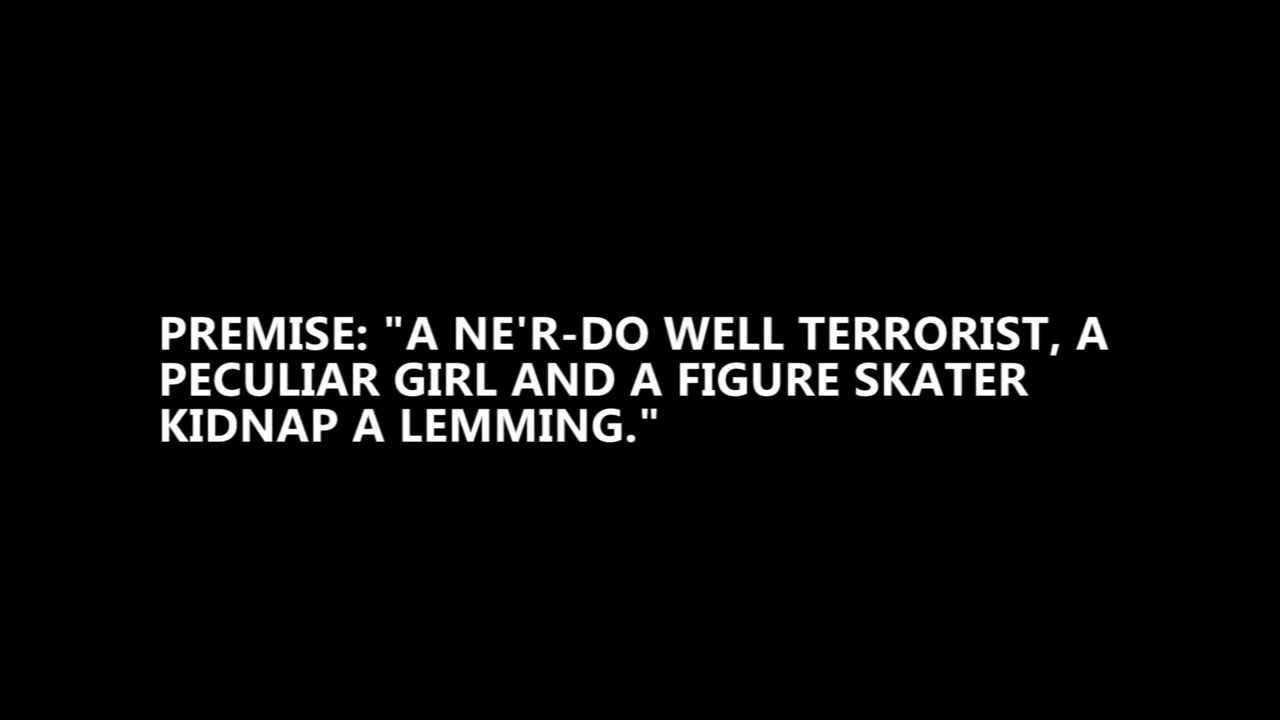 PREMISE: "A NE'R-DO WELL TERRORIST, A
PECULIAR GIRL AND A FIGURE SKATER
KIDNAP A LEMMING."